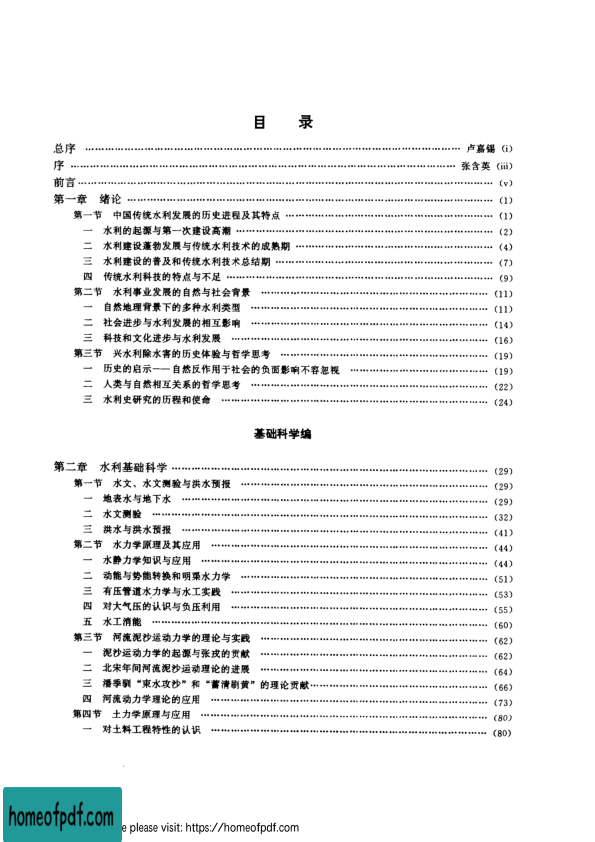 目 录
总序 …… 卢嘉锡 (i)
序 …… 张含英 (iii)
前言 …… (v)
第一章 绪论 …… (1)
第一节 中国传统水利发展的历史进程及其特点 …… (1)
一 水利的起源与第一次建设高潮 …… (2)
二 水利建设蓬勃发展与传统水利技术的成熟期 …… (4)
三 水利建设的普及和传统水利技术总结期 …… (7)
四 传统水利科技的特点与不足 …… (9)
第二节 水利事业发展的自然与社会背景 …… (11)
一 自然地理背景下的多种水利类型 …… (11)
二 社会进步与水利发展的相互影响 …… (14)
三 科技和文化进步与水利发展 …… (16)
第三节 兴水利除水害的历史体验与哲学思考 …… (19)
一 历史的启示——自然反作用于社会的负面影响不容忽视 …… (19)
二 人类与自然相互关系的哲学思考 …… (22)
三 水利史研究的历程和使命 …… (24)
基础科学编
第二章 水利基础科学 …… (29)
第一节 水文、水文测验与洪水预报 …… (29)
一 地表水与地下水 …… (29)
二 水文测验 …… (32)
三 洪水与洪水预报 …… (41)
第二节 水力学原理及其应用 …… (44)
一 水静力学知识与应用 …… (44)
二 动能与势能转换和明渠水力学 …… (51)
三 有压管道水力学与水工实践 …… (53)
四 对大气压的认识与负压利用 …… (55)
五 水工消能 …… (60)
第三节 河流泥沙运动力学的理论与实践 …… (62)
一 泥沙运动力学的起源与张戎的贡献 …… (62)
二 北宋年间河流泥沙运动理论的进展 …… (64)
三 潘季驯“束水攻沙”和“蓄清刷黄”的理论贡献 …… (66)
四 河流动力学理论的应用 …… (73)
第四节 土力学原理与应用 …… (80)
一 对土料工程特性的认识 …… (80)
homeofpdf.com
e please visit: https://homeofpdf.com